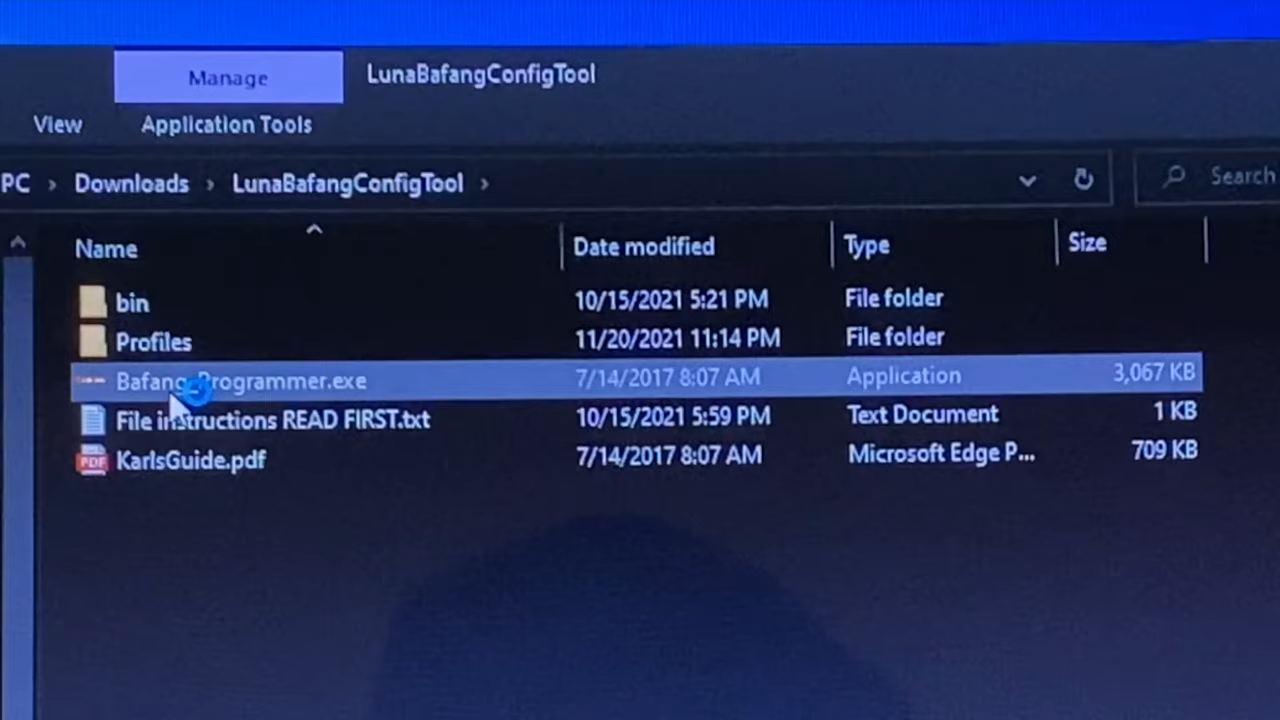 Manage LunaBafangConfigTool
View Application Tools
PC › Downloads › LunaBafangConfigTool › Search
Name Date modified Type Size
bin 10/15/2021 5:21 PM File folder
Profiles 11/20/2021 11:14 PM File folder
Bafang Programmer.exe 7/14/2017 8:07 AM Application 3,067 KB
File instructions READ FIRST.txt 10/15/2021 5:59 PM Text Document 1 KB
PDF KarlsGuide.pdf 7/14/2017 8:07 AM Microsoft Edge P... 709 KB